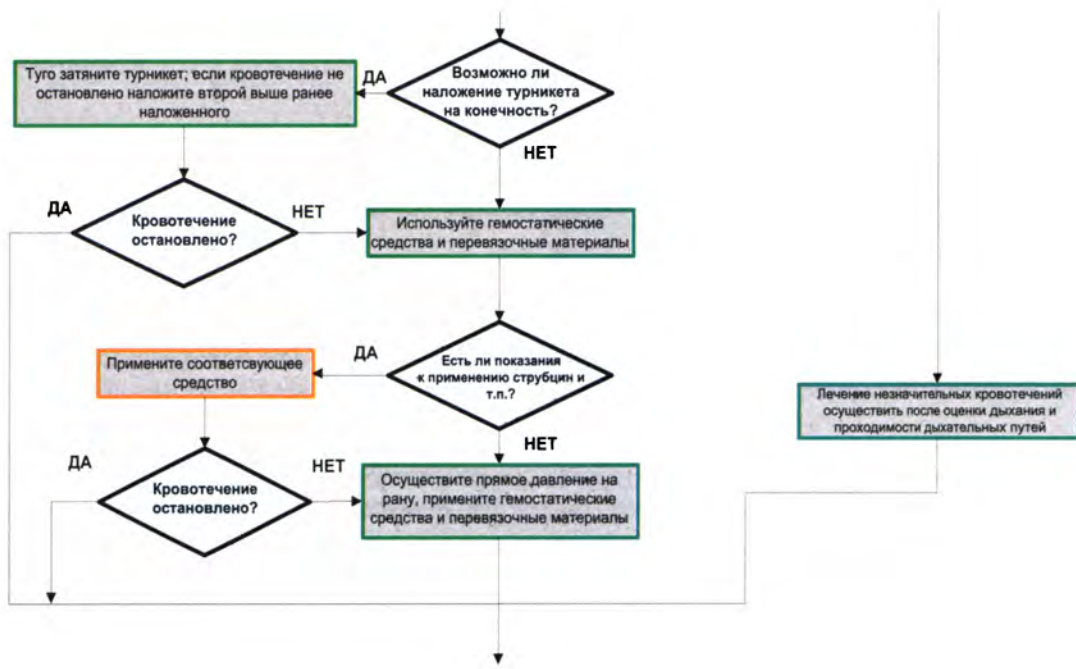 Туго затяните турникет; если кровотечение не
остановлено наложите второй выше ранее
наложенного
ДА
Возможно ли
наложение турникета
на конечность?
НЕТ
ДА
Кровотечение
остановлено?
НЕТ
Используйте гемостатические
средства и перевязочные материалы
Примените соответсвующее
средство
ДА
Есть ли показания
к применению струбцин и
т.п.?
НЕТ
Лечение незначительных кровотечений
осуществить после оценки дыхания и
проходимости дыхательных путей
ДА
Кровотечение
остановлено?
НЕТ
Осуществите прямое давление на
рану, примените гемостатические
средства и перевязочные материалы